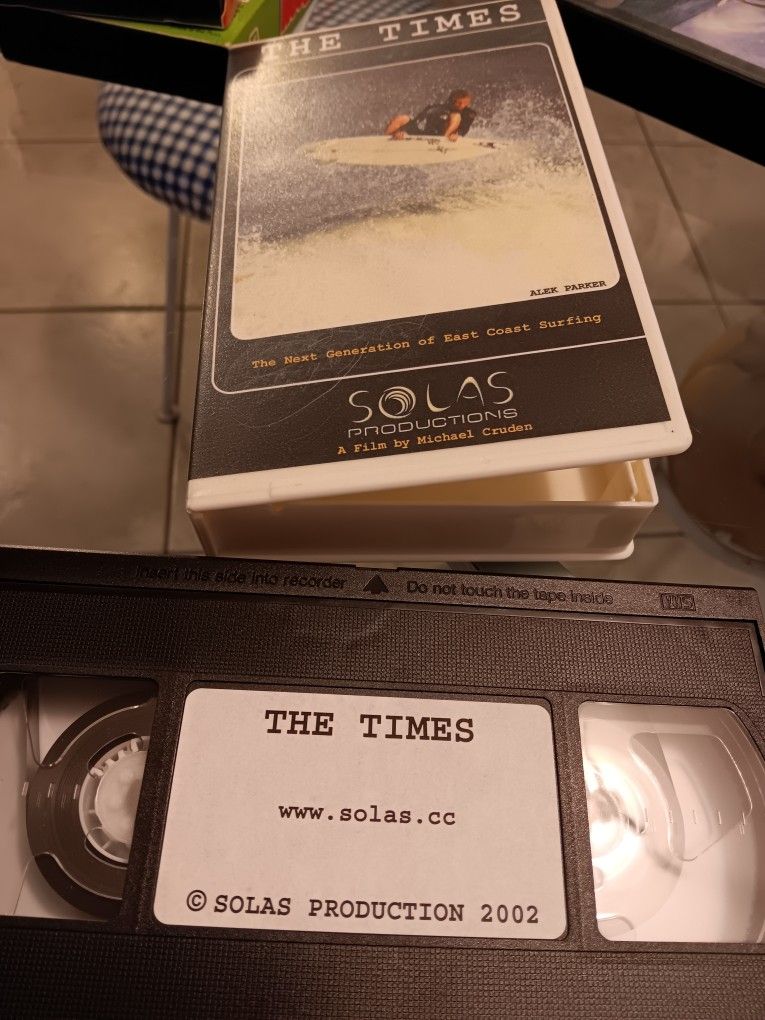 THE TIMES
ALEK PARKER
The Next Generation of East Coast Surfing
SOLAS
PRODUCTIONS
A Film by Michael Cruden
Insert this side into recorder Do not touch the tape inside VHS
THE TIMES
www.solas.cc
© SOLAS PRODUCTION 2002